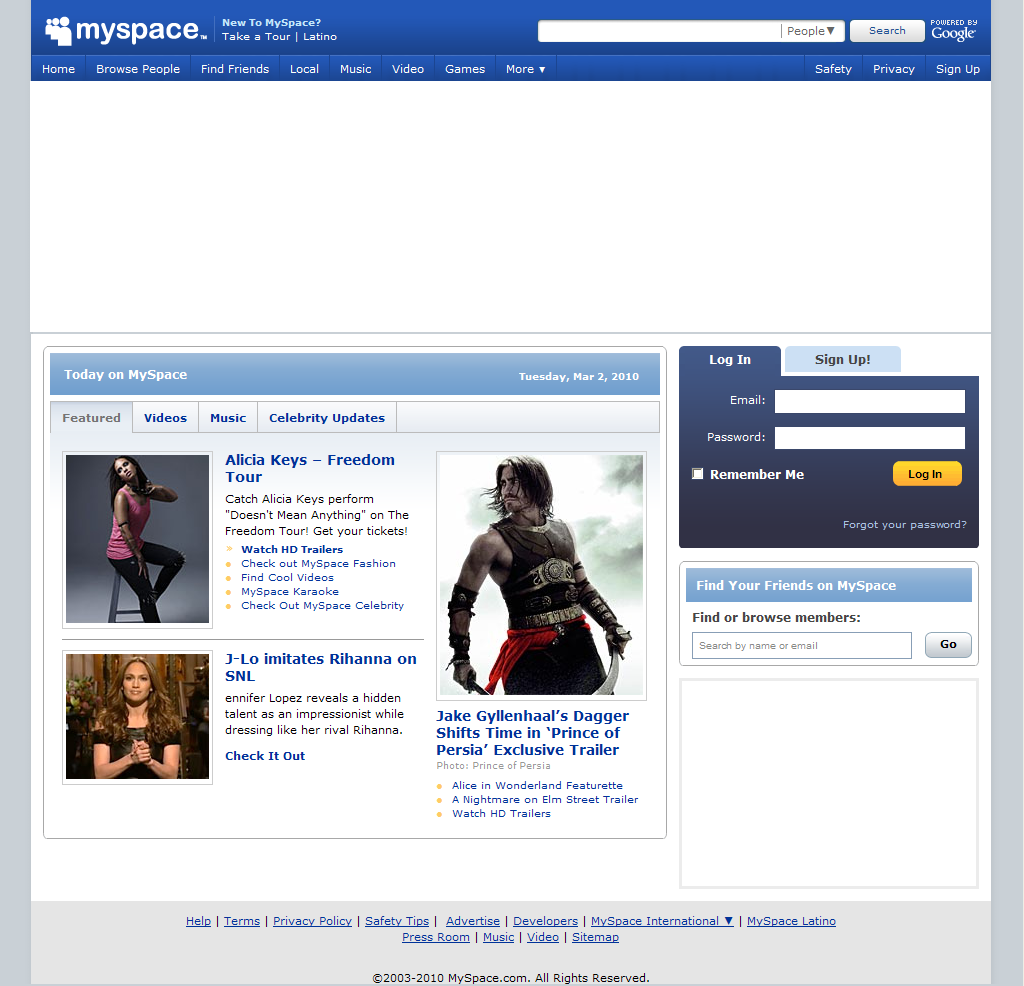 myspace™
New To MySpace?
Take a Tour | Latino
People▼
Search
POWERED BY
Google
Home
Browse People
Find Friends
Local
Music
Video
Games
More ▼
Safety
Privacy
Sign Up
Today on MySpace
Tuesday, Mar 2, 2010
Featured
Videos
Music
Celebrity Updates
Alicia Keys – Freedom
Tour
Catch Alicia Keys perform
"Doesn't Mean Anything" on The
Freedom Tour! Get your tickets!
» Watch HD Trailers
Check out MySpace Fashion
Find Cool Videos
MySpace Karaoke
Check Out MySpace Celebrity
J-Lo imitates Rihanna on
SNL
ennifer Lopez reveals a hidden
talent as an impressionist while
dressing like her rival Rihanna.
Check It Out
Jake Gyllenhaal’s Dagger
Shifts Time in ‘Prince of
Persia’ Exclusive Trailer
Photo: Prince of Persia
Alice in Wonderland Featurette
A Nightmare on Elm Street Trailer
Watch HD Trailers
Log In
Sign Up!
Email:
Password:
Remember Me
Log In
Forgot your password?
Find Your Friends on MySpace
Find or browse members:
Search by name or email
Go
Help | Terms | Privacy Policy | Safety Tips | Advertise | Developers | MySpace International ▼ | MySpace Latino
Press Room | Music | Video | Sitemap
©2003-2010 MySpace.com. All Rights Reserved.